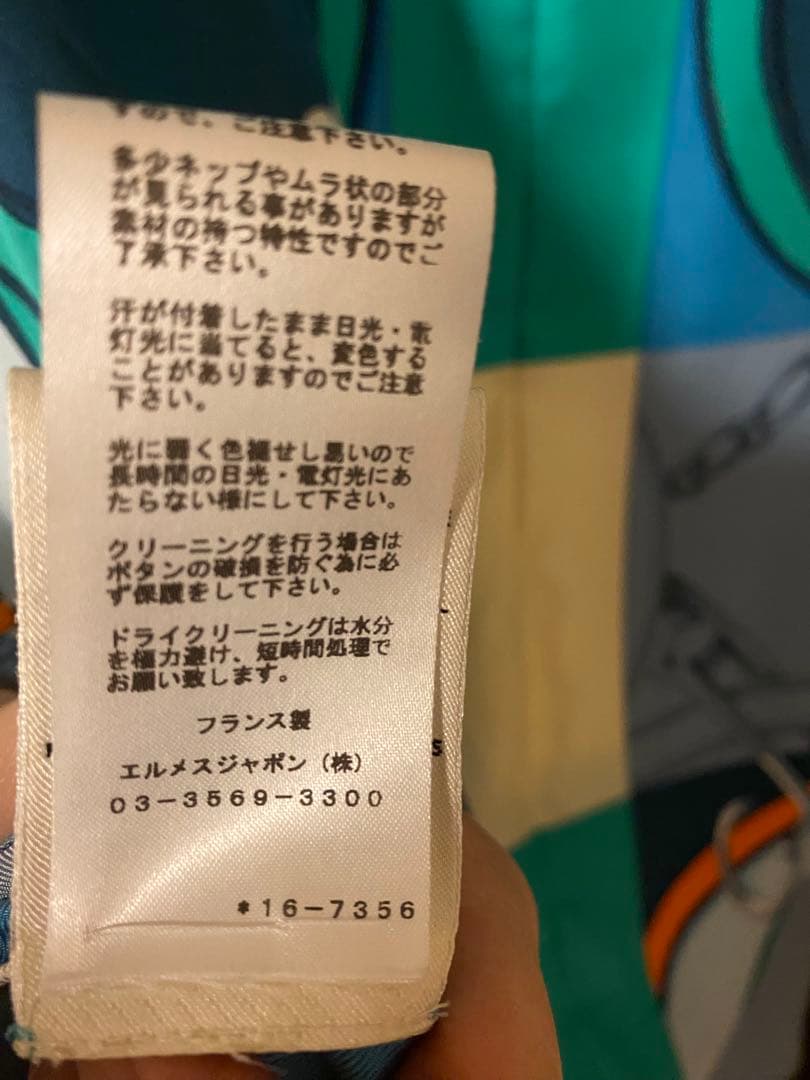 すので、ご注意下さい。
多少ネップやムラ状の部分
が見られる事がありますが
素材の持つ特性ですのでご
了承下さい。
汗が付着したまま日光・電
灯光に当てると、変色する
ことがありますのでご注意
下さい。
光に弱く色褪せし易いので
長時間の日光・電灯光にあ
たらない様にして下さい。
クリーニングを行う場合は
ボタンの破損を防ぐ為に必
ず保護をして下さい。
ドライクリーニングは水分
を極力避け、短時間処理で
お願い致します。
フランス製
エルメスジャポン(株)
03-3569-3300
*16-7356